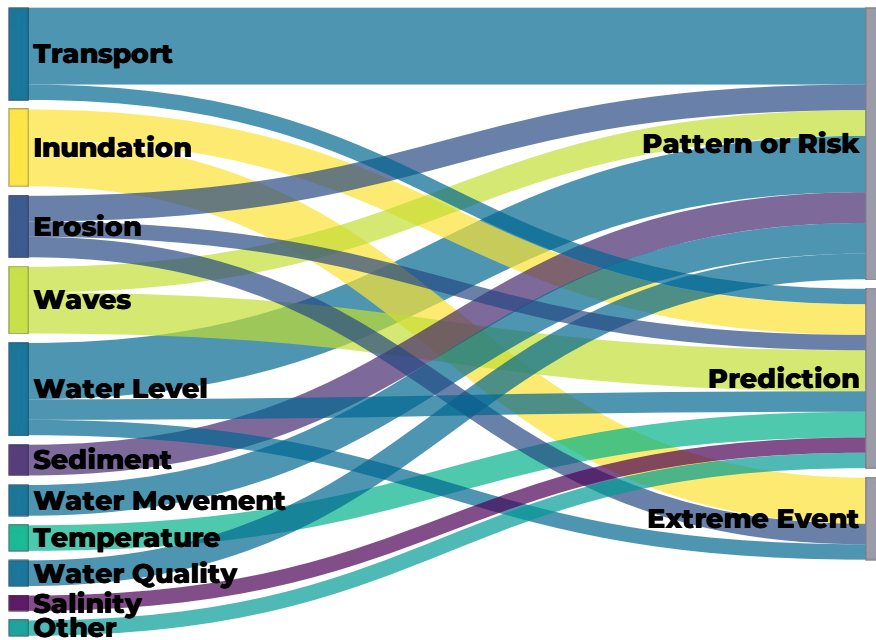 Transport
Inundation
Erosion
Waves
Water Level
Sediment
Water Movement
Temperature
Water Quality
Salinity
Other
Pattern or Risk
Prediction
Extreme Event